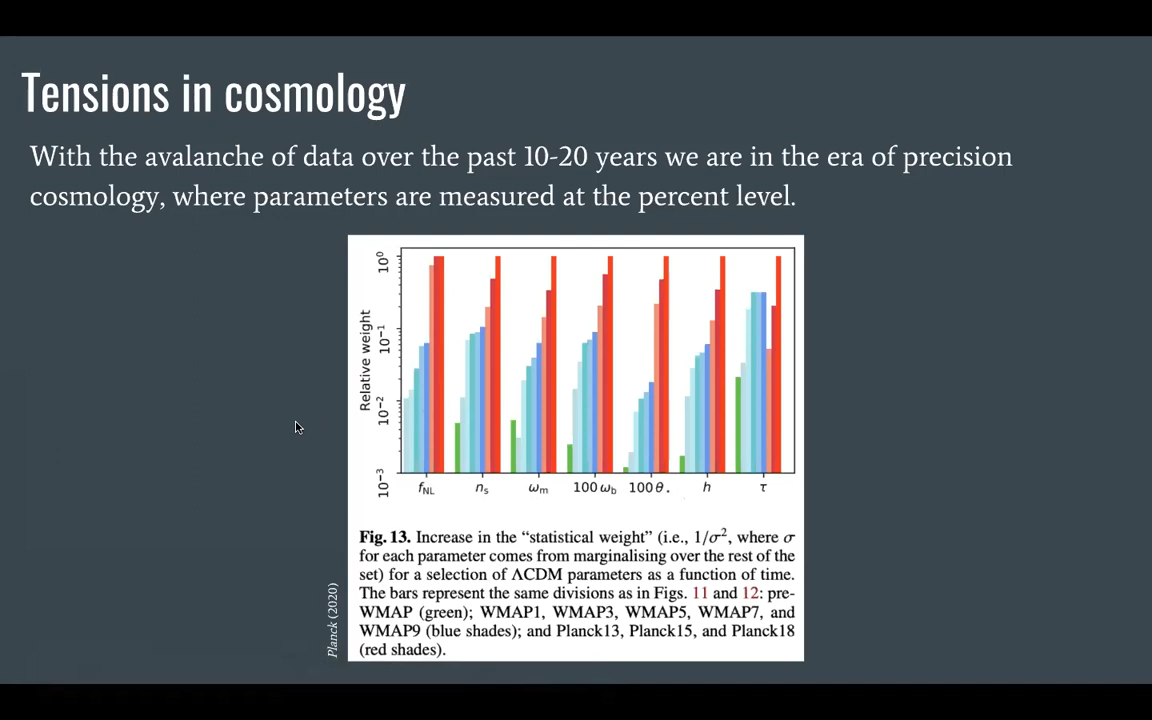 Tensions in cosmology
With the avalanche of data over the past 10-20 years we are in the era of precision
cosmology, where parameters are measured at the percent level.
Relative weight
10⁰
10⁻¹
10⁻²
10⁻³
f_NL n_s ω_m 100ω_b 100θ. h τ
Fig. 13. Increase in the “statistical weight” (i.e., 1/σ², where σ
for each parameter comes from marginalising over the rest of the
set) for a selection of ΛCDM parameters as a function of time.
The bars represent the same divisions as in Figs. 11 and 12: pre-
WMAP (green); WMAP1, WMAP3, WMAP5, WMAP7, and
WMAP9 (blue shades); and Planck13, Planck15, and Planck18
(red shades).
Planck (2020)